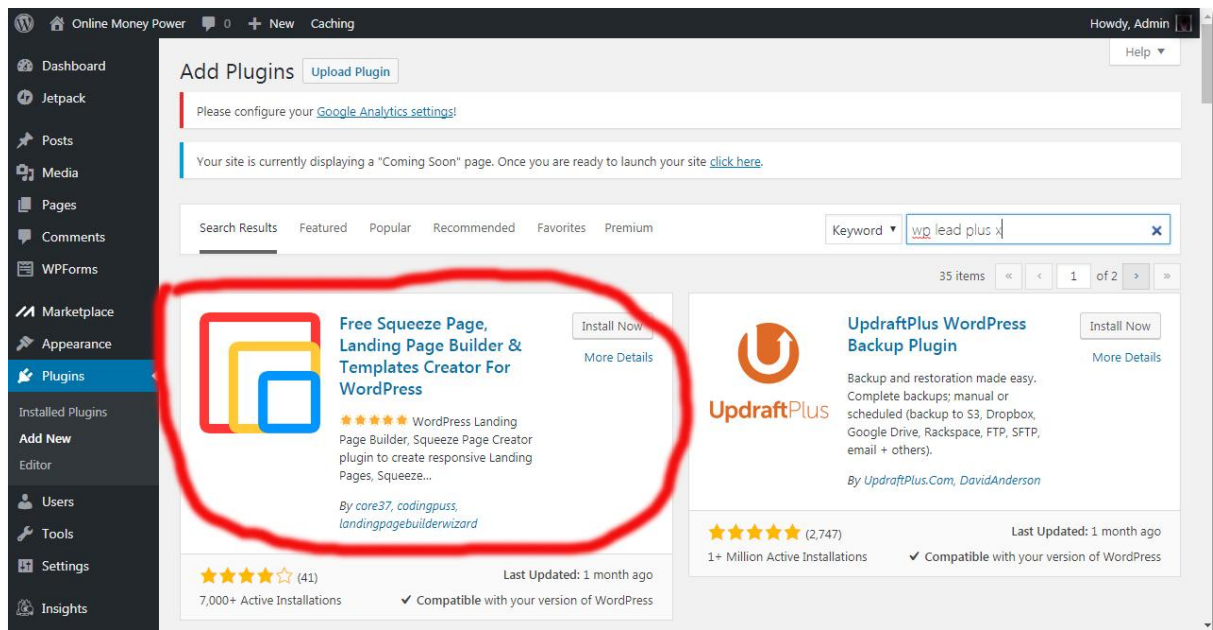 Online Money Power 0 + New Caching Howdy, Admin
Help ▼
Dashboard
Jetpack
Posts
Media
Pages
Comments
WPForms
Marketplace
Appearance
Plugins
Installed Plugins
Add New
Editor
Users
Tools
Settings
Insights
Add Plugins Upload Plugin
Please configure your Google Analytics settings!
Your site is currently displaying a "Coming Soon" page. Once you are ready to launch your site click here.
Search Results Featured Popular Recommended Favorites Premium Keyword ▼ wp lead plus x
35 items « ‹ 1 of 2 › »
Free Squeeze Page,
Landing Page Builder &
Templates Creator For
WordPress
Install Now
More Details
WordPress Landing
Page Builder, Squeeze Page Creator
plugin to create responsive Landing
Pages, Squeeze...
By core37, codingpuss,
landingpagebuilderwizard
(41) Last Updated: 1 month ago
7,000+ Active Installations ✔ Compatible with your version of WordPress
UpdraftPlus
UpdraftPlus WordPress
Backup Plugin
Install Now
More Details
Backup and restoration made easy.
Complete backups; manual or
scheduled (backup to S3, Dropbox,
Google Drive, Rackspace, FTP, SFTP,
email + others).
By UpdraftPlus.Com, DavidAnderson
(2,747) Last Updated: 1 month ago
1+ Million Active Installations ✔ Compatible with your version of WordPress